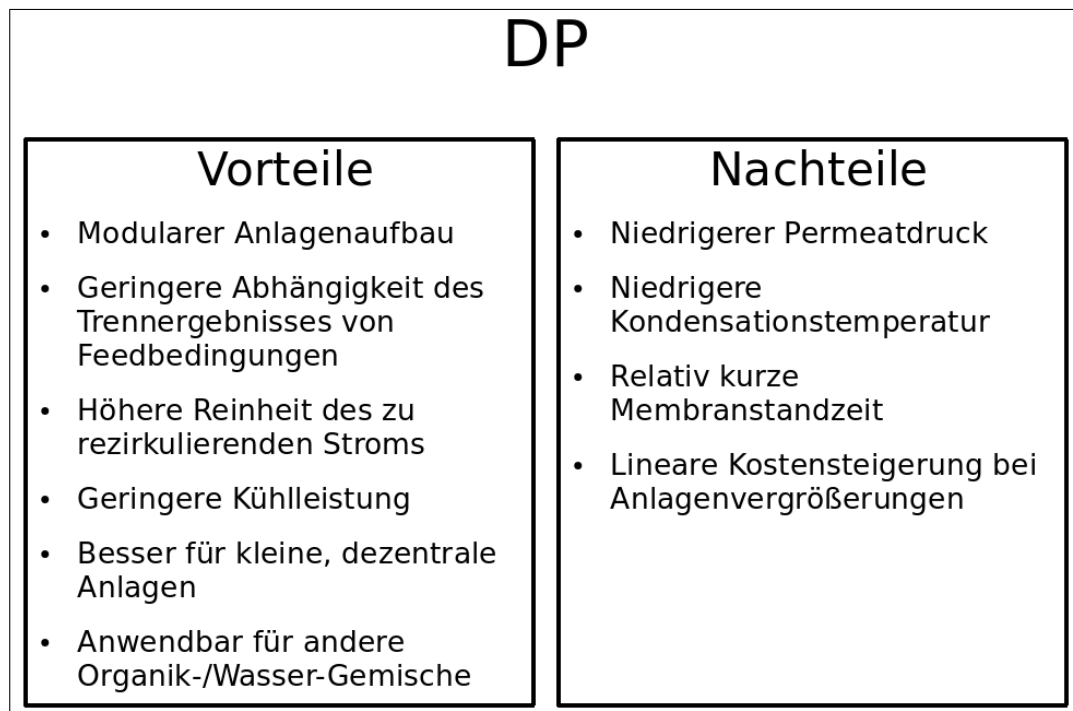 DP
Vorteile
• Modularer Anlagenaufbau
• Geringere Abhängigkeit des
Trennergebnisses von
Feedbedingungen
• Höhere Reinheit des zu
rezirkulierenden Stroms
• Geringere Kühlleistung
• Besser für kleine, dezentrale
Anlagen
• Anwendbar für andere
Organik-/Wasser-Gemische
Nachteile
• Niedrigerer Permeatdruck
• Niedrigere
Kondensationstemperatur
• Relativ kurze
Membranstandzeit
• Lineare Kostensteigerung bei
Anlagenvergrößerungen